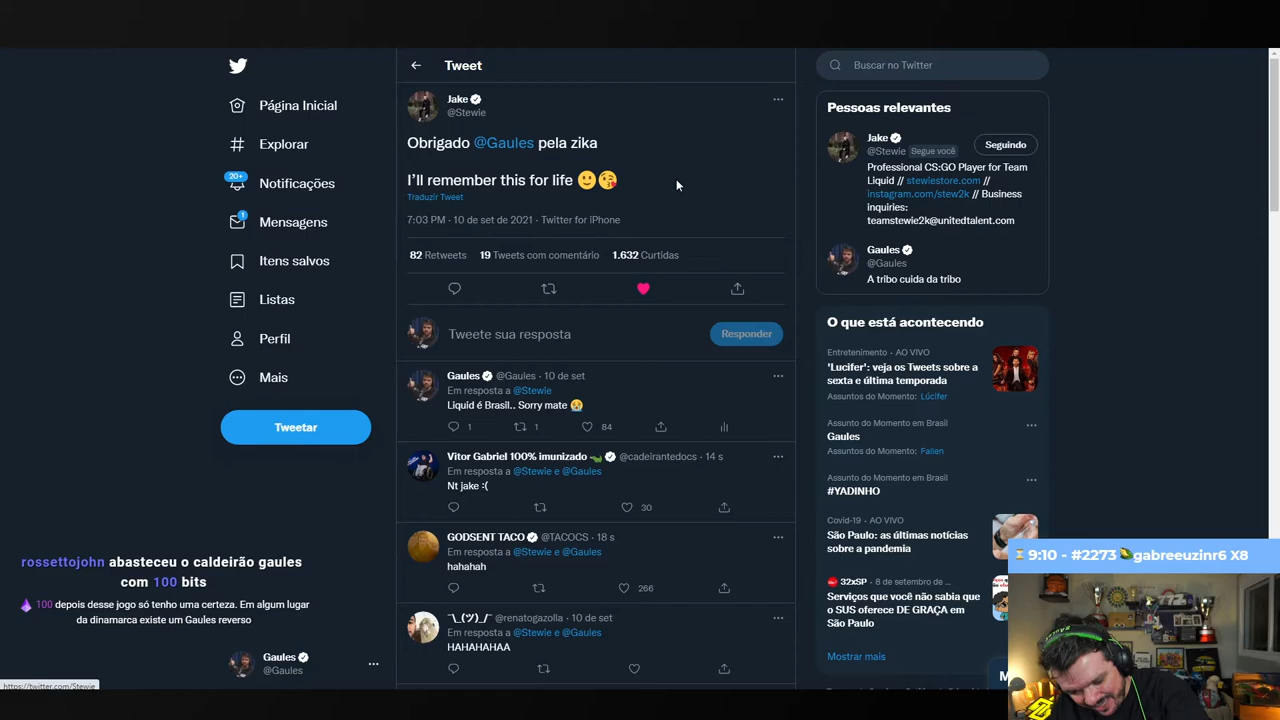 Tweet
Buscar no Twitter
Página Inicial
Explorar
20+
Notificações
1
Mensagens
Itens salvos
Listas
Perfil
Mais
Tweetar
Jake
@Stewie
Obrigado @Gaules pela zika
I'll remember this for life 🙂😘
Traduzir Tweet
7:03 PM · 10 de set de 2021 · Twitter for iPhone
82 Retweets 19 Tweets com comentário 1.632 Curtidas
Tweete sua resposta
Responder
Gaules @Gaules · 10 de set
Em resposta a @Stewie
Liquid é Brasil.. Sorry mate 😭
1 1 84
Vitor Gabriel 100% imunizado 🐊 @cadeirantedocs · 14 s
Em resposta a @Stewie e @Gaules
Nt jake :(
30
GODSENT TACO @TACOCS · 18 s
Em resposta a @Stewie e @Gaules
hahahah
266
¯\_(ツ)_/¯ @renatogazolla · 10 de set
Em resposta a @Stewie e @Gaules
HAHAHAHAA
Pessoas relevantes
Jake
@Stewie Segue você
Seguindo
Professional CS:GO Player for Team
Liquid // stewiestore.com //
instagram.com/stew2k // Business
inquiries:
teamstewie2k@unitedtalent.com
Gaules
@Gaules
A tribo cuida da tribo
O que está acontecendo
Entretenimento · AO VIVO
'Lucifer': veja os Tweets sobre a
sexta e última temporada
Assuntos do Momento: Lúcifer
Assunto do Momento em Brasil
Gaules
Assuntos do Momento: Fallen
Assunto do Momento em Brasil
#YADINHO
Covid-19 · AO VIVO
São Paulo: as últimas notícias
sobre a pandemia
32xSP · 8 de setembro de ...
Serviços que você não sabia que
o SUS oferece DE GRAÇA em
São Paulo
Mostrar mais
rossettojohn abasteceu o caldeirão gaules
com 100 bits
100 depois desse jogo só tenho uma certeza. Em algum lugar
da dinamarca existe um Gaules reverso
Gaules
@Gaules
https://twitter.com/Stewie
9:10 - #2273 gabreeuzinr6 X8
M